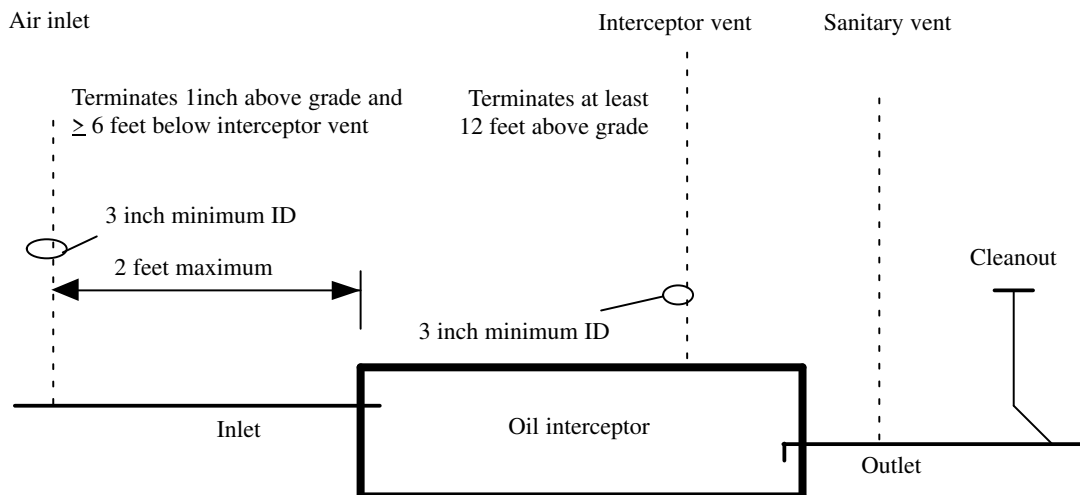 Air inlet
Interceptor vent
Sanitary vent
Terminates 1inch above grade and
≥ 6 feet below interceptor vent
Terminates at least
12 feet above grade
3 inch minimum ID
2 feet maximum
Cleanout
3 inch minimum ID
Inlet
Oil interceptor
Outlet